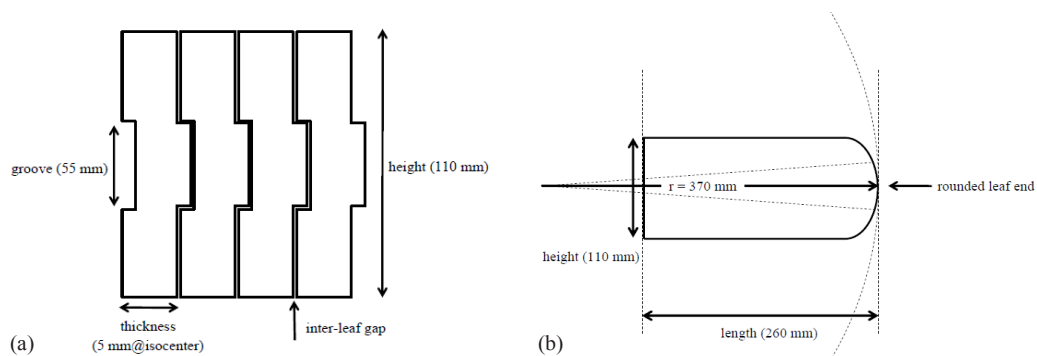 groove (55 mm)
height (110 mm)
thickness
(5 mm@isocenter)
inter-leaf gap
(a)
r = 370 mm
rounded leaf end
height (110 mm)
length (260 mm)
(b)